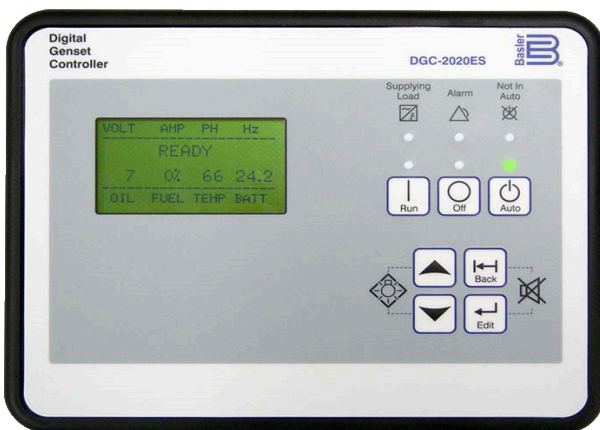 Digital
Genset
Controller
DGC-2020ES
Basler
B®
Supplying
Load
Alarm
Not In
Auto
VOLT AMP PH Hz
READY
7 0% 66 24.2
OIL FUEL TEMP BATT
Run
Off
Auto
Back
Edit